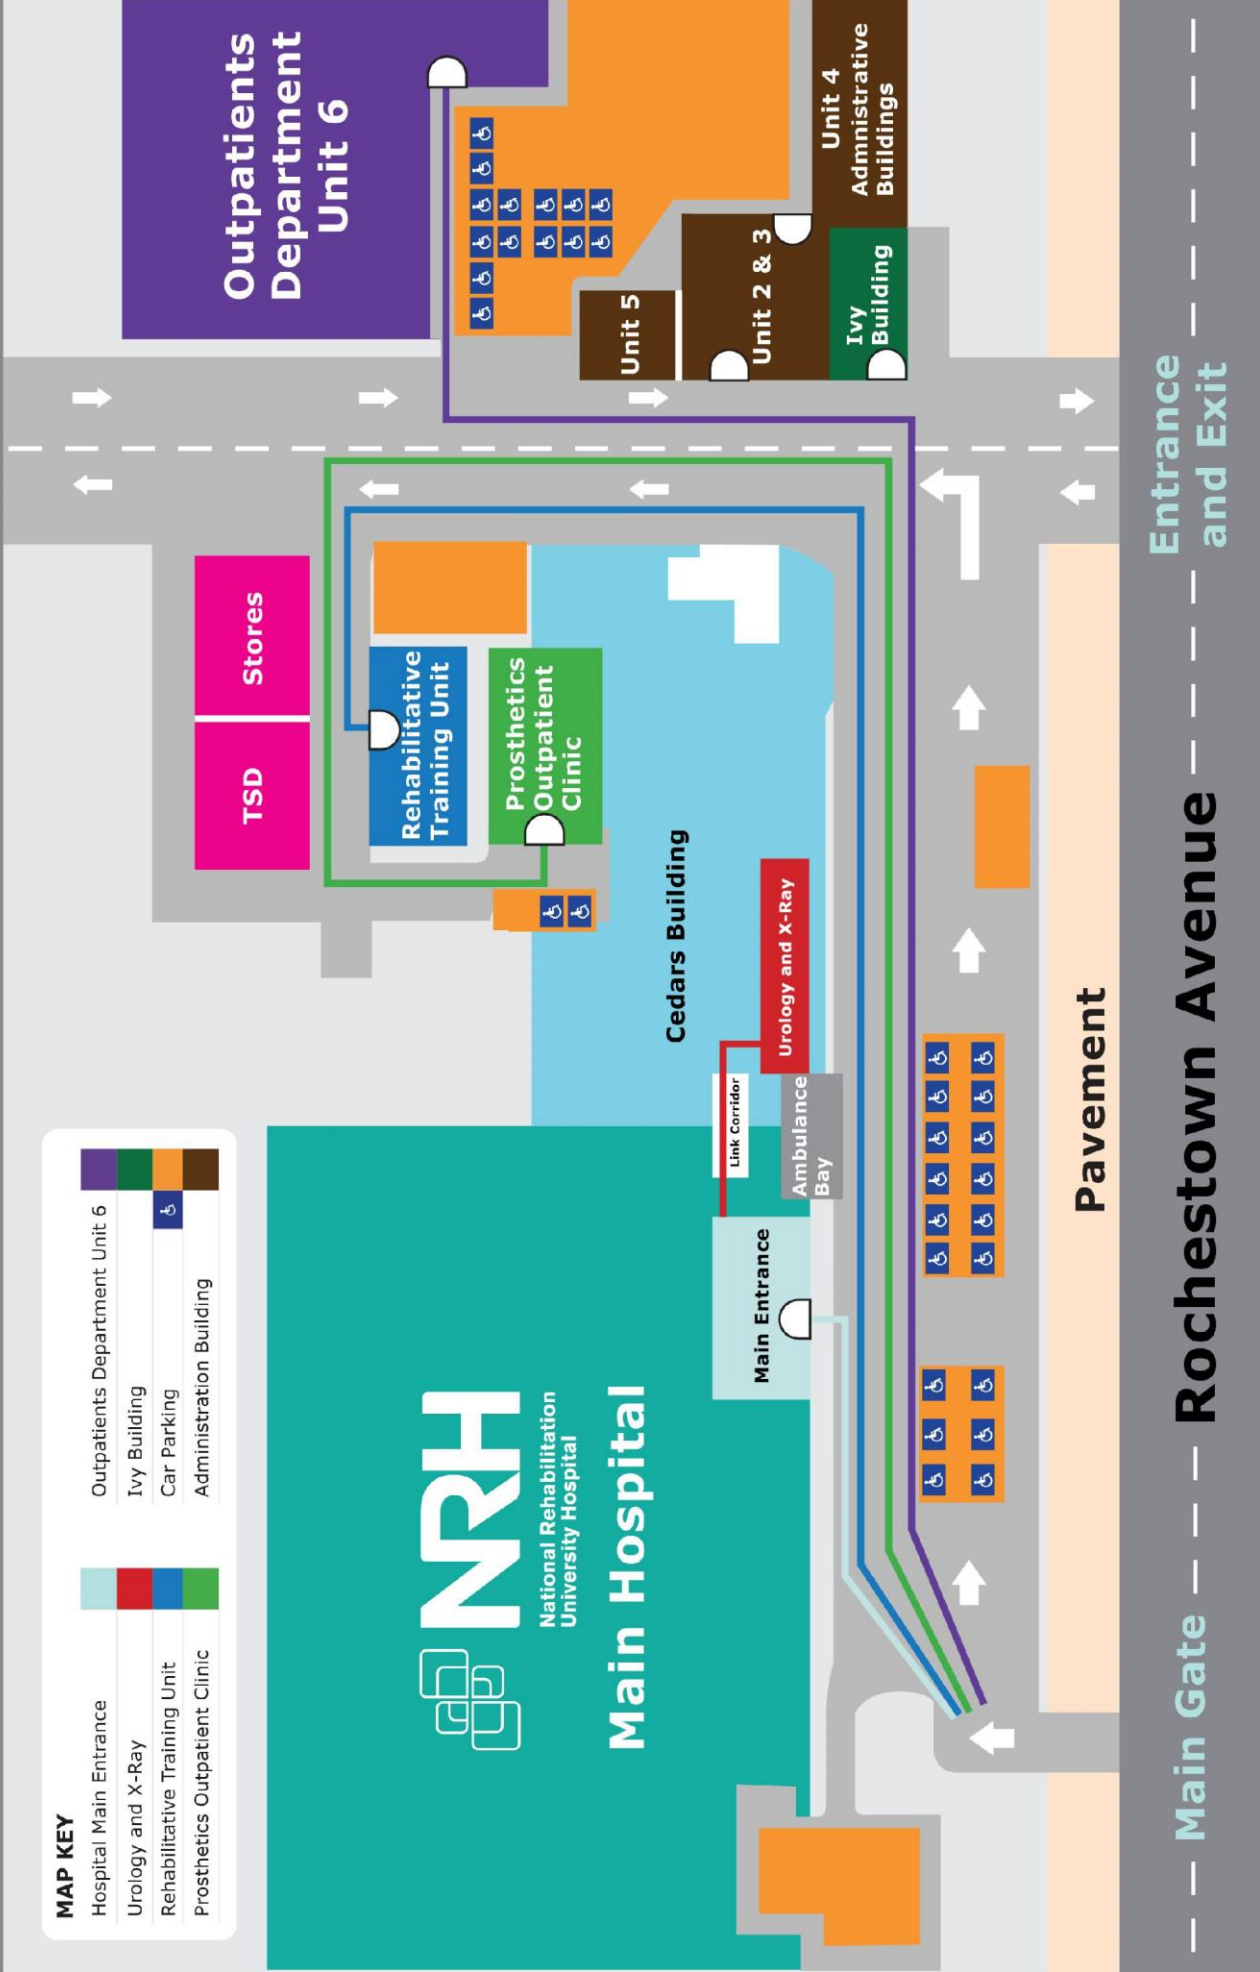 MAP KEY
Hospital Main Entrance
Urology and X-Ray
Rehabilitative Training Unit
Prosthetics Outpatient Clinic
Outpatients Department Unit 6
Ivy Building
Car Parking
Administration Building
TSD
Stores
Outpatients
Department
Unit 6
NRH
National Rehabilitation
University Hospital
Main Hospital
Rehabilitative
Training Unit
Prosthetics
Outpatient
Clinic
Cedars Building
Link Corridor
Urology and X-Ray
Ambulance
Bay
Main Entrance
Unit 5
Unit 2 & 3
Unit 4
Admnistrative
Buildings
Ivy
Building
Pavement
Main Gate
Rochestown Avenue
Entrance
and Exit